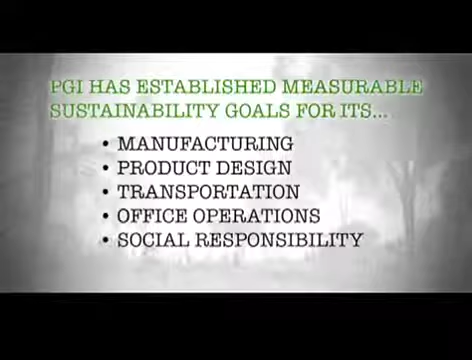 PGI HAS ESTABLISHED MEASURABLE
SUSTAINABILITY GOALS FOR ITS...
• MANUFACTURING
• PRODUCT DESIGN
• TRANSPORTATION
• OFFICE OPERATIONS
• SOCIAL RESPONSIBILITY